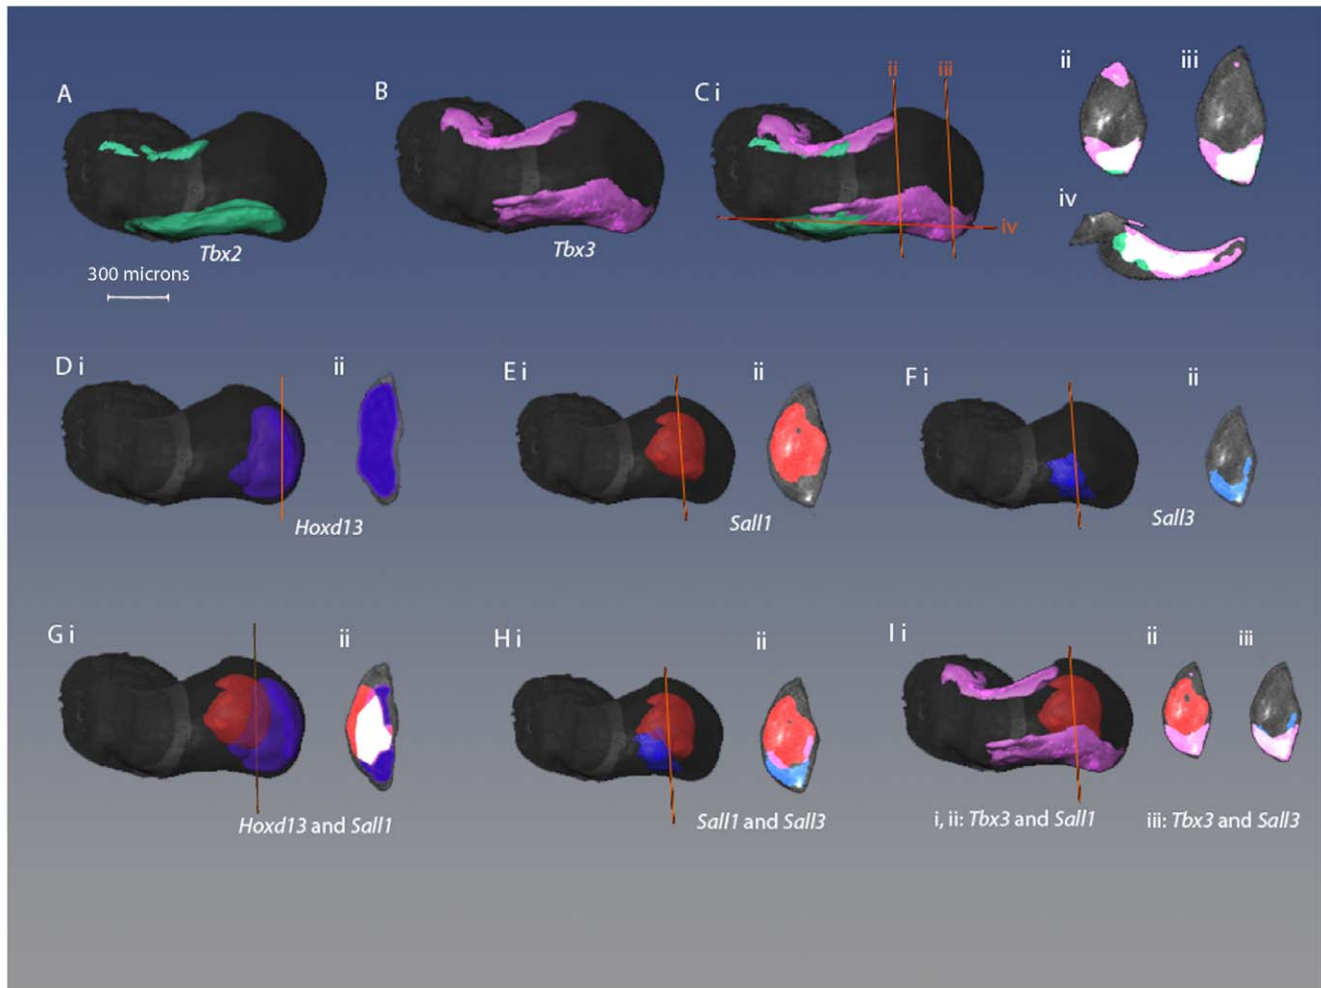 A
B
C i
ii
iii
ii
iii
iv
iv
Tbx2
Tbx3
300 microns
D i
ii
E i
ii
F i
ii
Hoxd13
Sall1
Sall3
G i
ii
H i
ii
I i
ii
iii
Hoxd13 and Sall1
Sall1 and Sall3
i, ii: Tbx3 and Sall1
iii: Tbx3 and Sall3